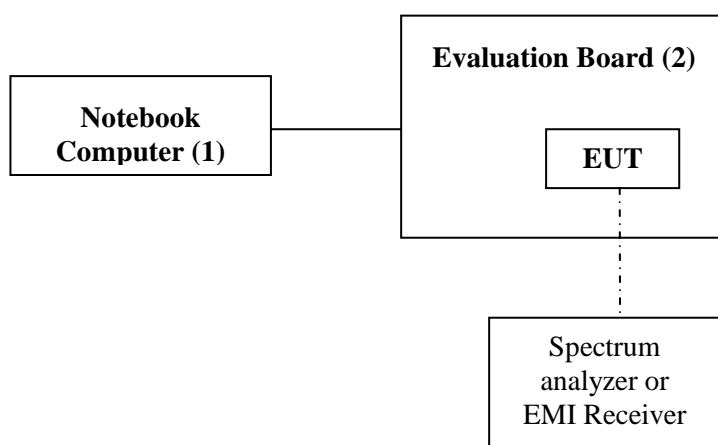 Evaluation Board (2)
Notebook
Computer (1)
EUT
Spectrum
analyzer or
EMI Receiver